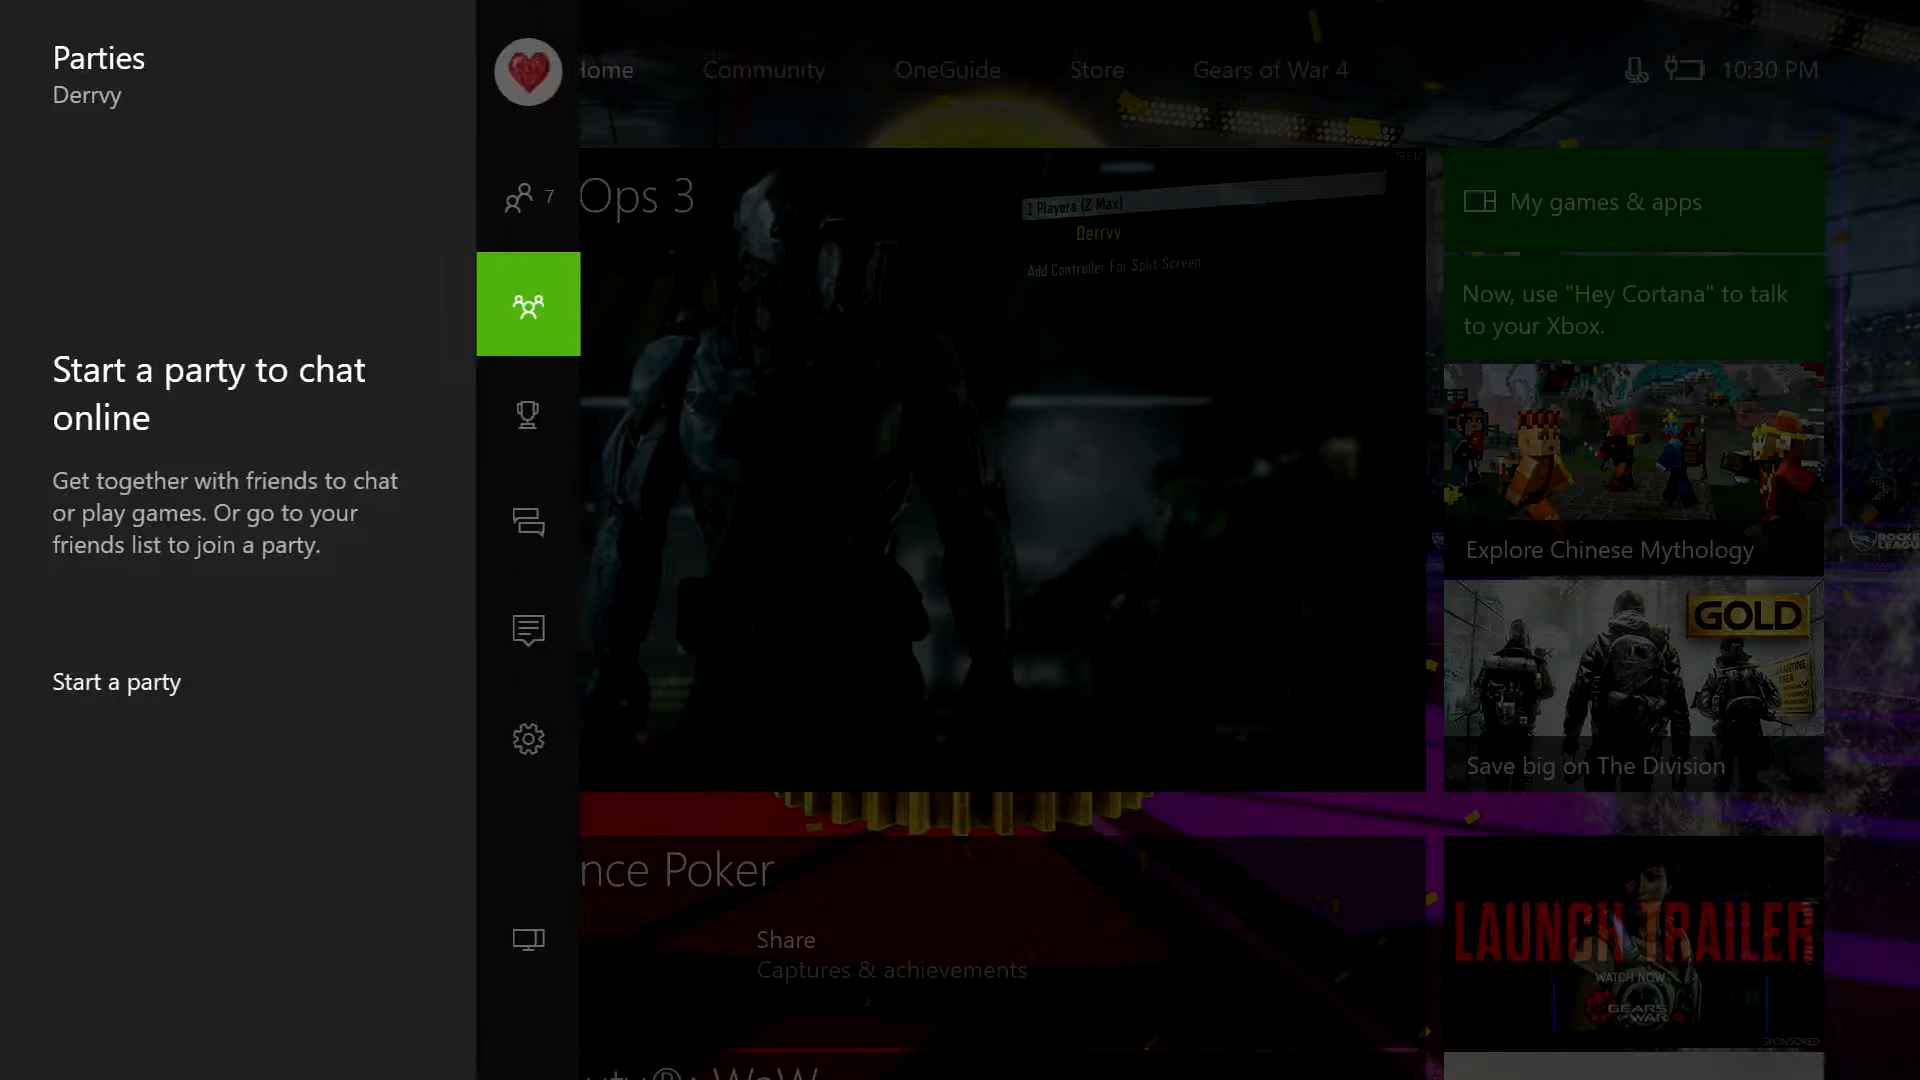 Parties
Derrvy
Start a party to chat
online
Get together with friends to chat
or play games. Or go to your
friends list to join a party.
Start a party
7
Home
Community
OneGuide
Store
Gears of War 4
10:30 PM
Ops 3
1 Players (2 Max)
Derrvy
Add Controller For Split Screen
My games & apps
Now, use "Hey Cortana" to talk
to your Xbox.
Explore Chinese Mythology
GOLD
Save big on The Division
nce Poker
Share
Captures & achievements
LAUNCH TRAILER
WATCH NOW
GEARS
OF WAR
SPONSORED
ROCKET
LEAGUE